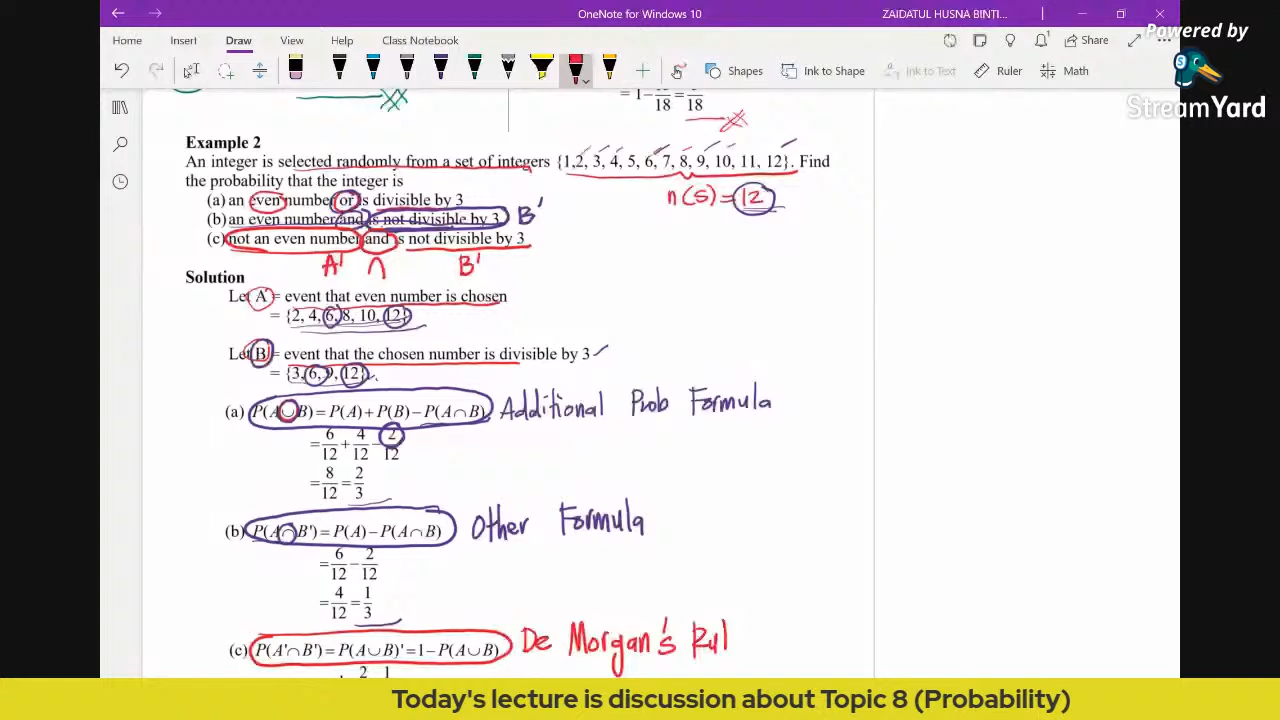 OneNote for Windows 10
ZAIDATUL HUSNA BINTI...
Powered by
StreamYard
Home Insert Draw View Help Class Notebook
Share
Shapes Ink to Shape Ink to Text Ruler Math
= 1 − /18 = /18
Example 2
An integer is selected randomly from a set of integers {1,2, 3, 4, 5, 6, 7, 8, 9, 10, 11, 12}. Find
the probability that the integer is
n(S) = 12
(a) an even number or is divisible by 3
(b) an even number and is not divisible by 3 B'
(c) not an even number and is not divisible by 3
A' ∩ B'
Solution
Let A = event that even number is chosen
= {2, 4, 6, 8, 10, 12}
Let B = event that the chosen number is divisible by 3
= {3, 6, 9, 12}
(a) P(A∪B) = P(A) + P(B) − P(A∩B) Additional Prob Formula
= 6/12 + 4/12 − 2/12
= 8/12 = 2/3
(b) P(A∩B') = P(A) − P(A∩B) Other Formula
= 6/12 − 2/12
= 4/12 = 1/3
(c) P(A'∩B') = P(A∪B)' = 1 − P(A∪B) De Morgan's Rul
2 1
Today's lecture is discussion about Topic 8 (Probability)